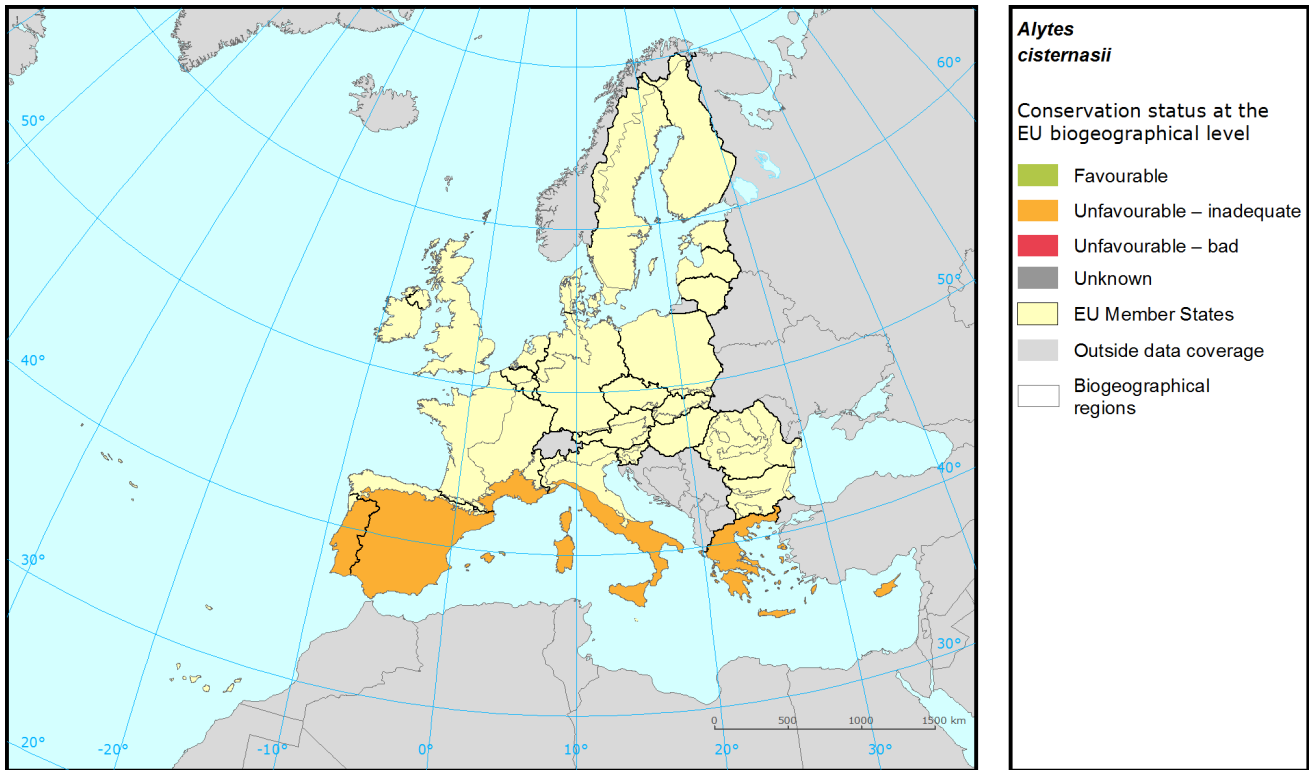 Alytes
cisternasii
Conservation status at the
EU biogeographical level
Favourable
Unfavourable – inadequate
Unfavourable – bad
Unknown
EU Member States
Outside data coverage
Biogeographical
regions
60°
50°
50°
40°
40°
30°
30°
20°
-20°
-10°
0°
10°
20°
30°
0 500 1000 1500 km